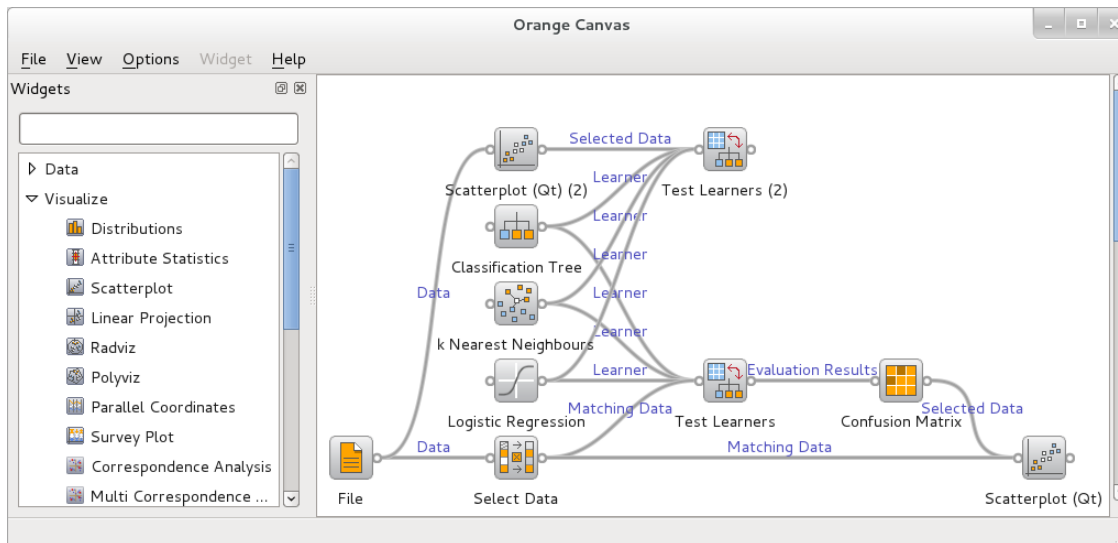 Orange Canvas
File View Options Widget Help
Widgets
Data
Visualize
Distributions
Attribute Statistics
Scatterplot
Linear Projection
Radviz
Polyviz
Parallel Coordinates
Survey Plot
Correspondence Analysis
Multi Correspondence ...
Selected Data
Scatterplot (Qt) (2)
Learner
Test Learners (2)
Learner
Learner
Classification Tree
Data
Learner
Learner
k Nearest Neighbours
Learner
Evaluation Results
Matching Data
Selected Data
Logistic Regression
Test Learners
Confusion Matrix
Data
Matching Data
File
Select Data
Scatterplot (Qt)